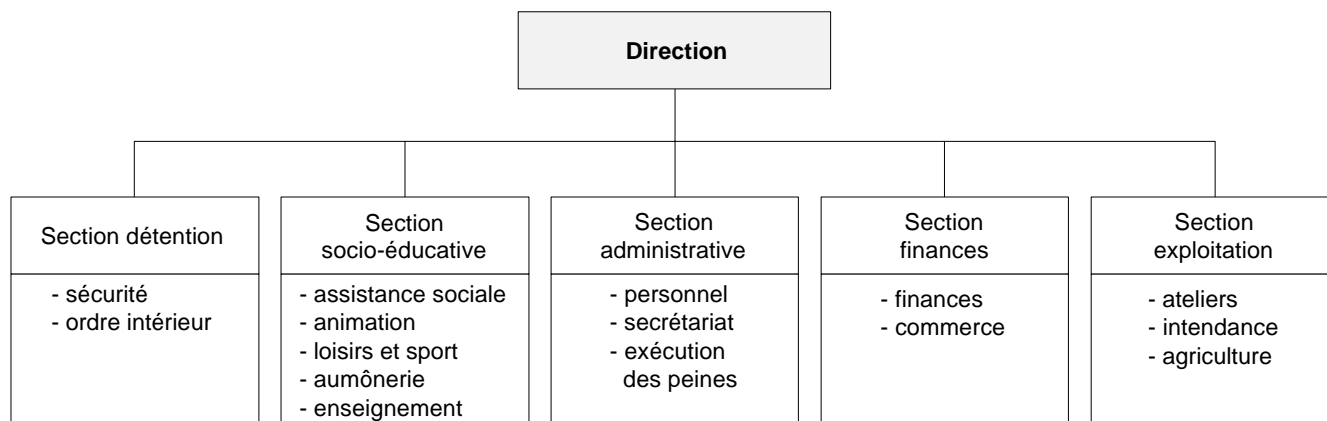 Direction
Section détention
- sécurité
- ordre intérieur
Section
socio-éducative
- assistance sociale
- animation
- loisirs et sport
- aumônerie
- enseignement
Section
administrative
- personnel
- secrétariat
- exécution
des peines
Section
finances
- finances
- commerce
Section
exploitation
- ateliers
- intendance
- agriculture